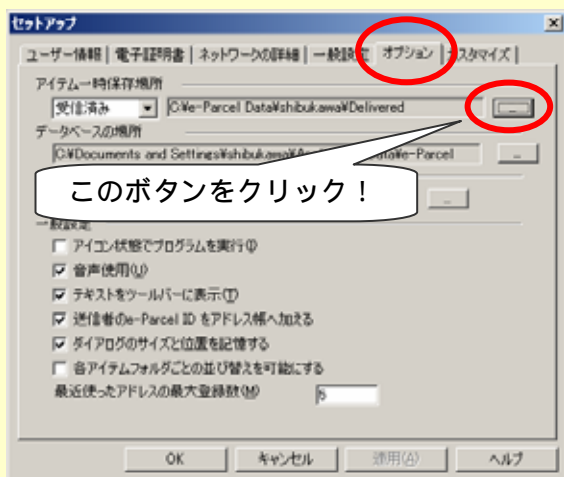 セットアップ
ユーザー情報 電子証明書 ネットワークの詳細 一般設定 オプション カスタマイズ
アイテム一時保存場所
受信済み C:¥e-Parcel Data¥shibukawa¥Delivered ...
データベースの場所
C:¥Documents and Settings¥shibukawa¥ ¥e-Parcel ...
このボタンをクリック！
...
一般設定
アイコン状態でプログラムを実行(I)
音声使用(U)
テキストをツールバーに表示(T)
送信者のe-Parcel ID をアドレス帳へ加える
ダイアログのサイズと位置を記憶する
各アイテムフォルダごとの並び替えを可能にする
最近使ったアドレスの最大登録数(M) 5
OK キャンセル 適用(A) ヘルプ